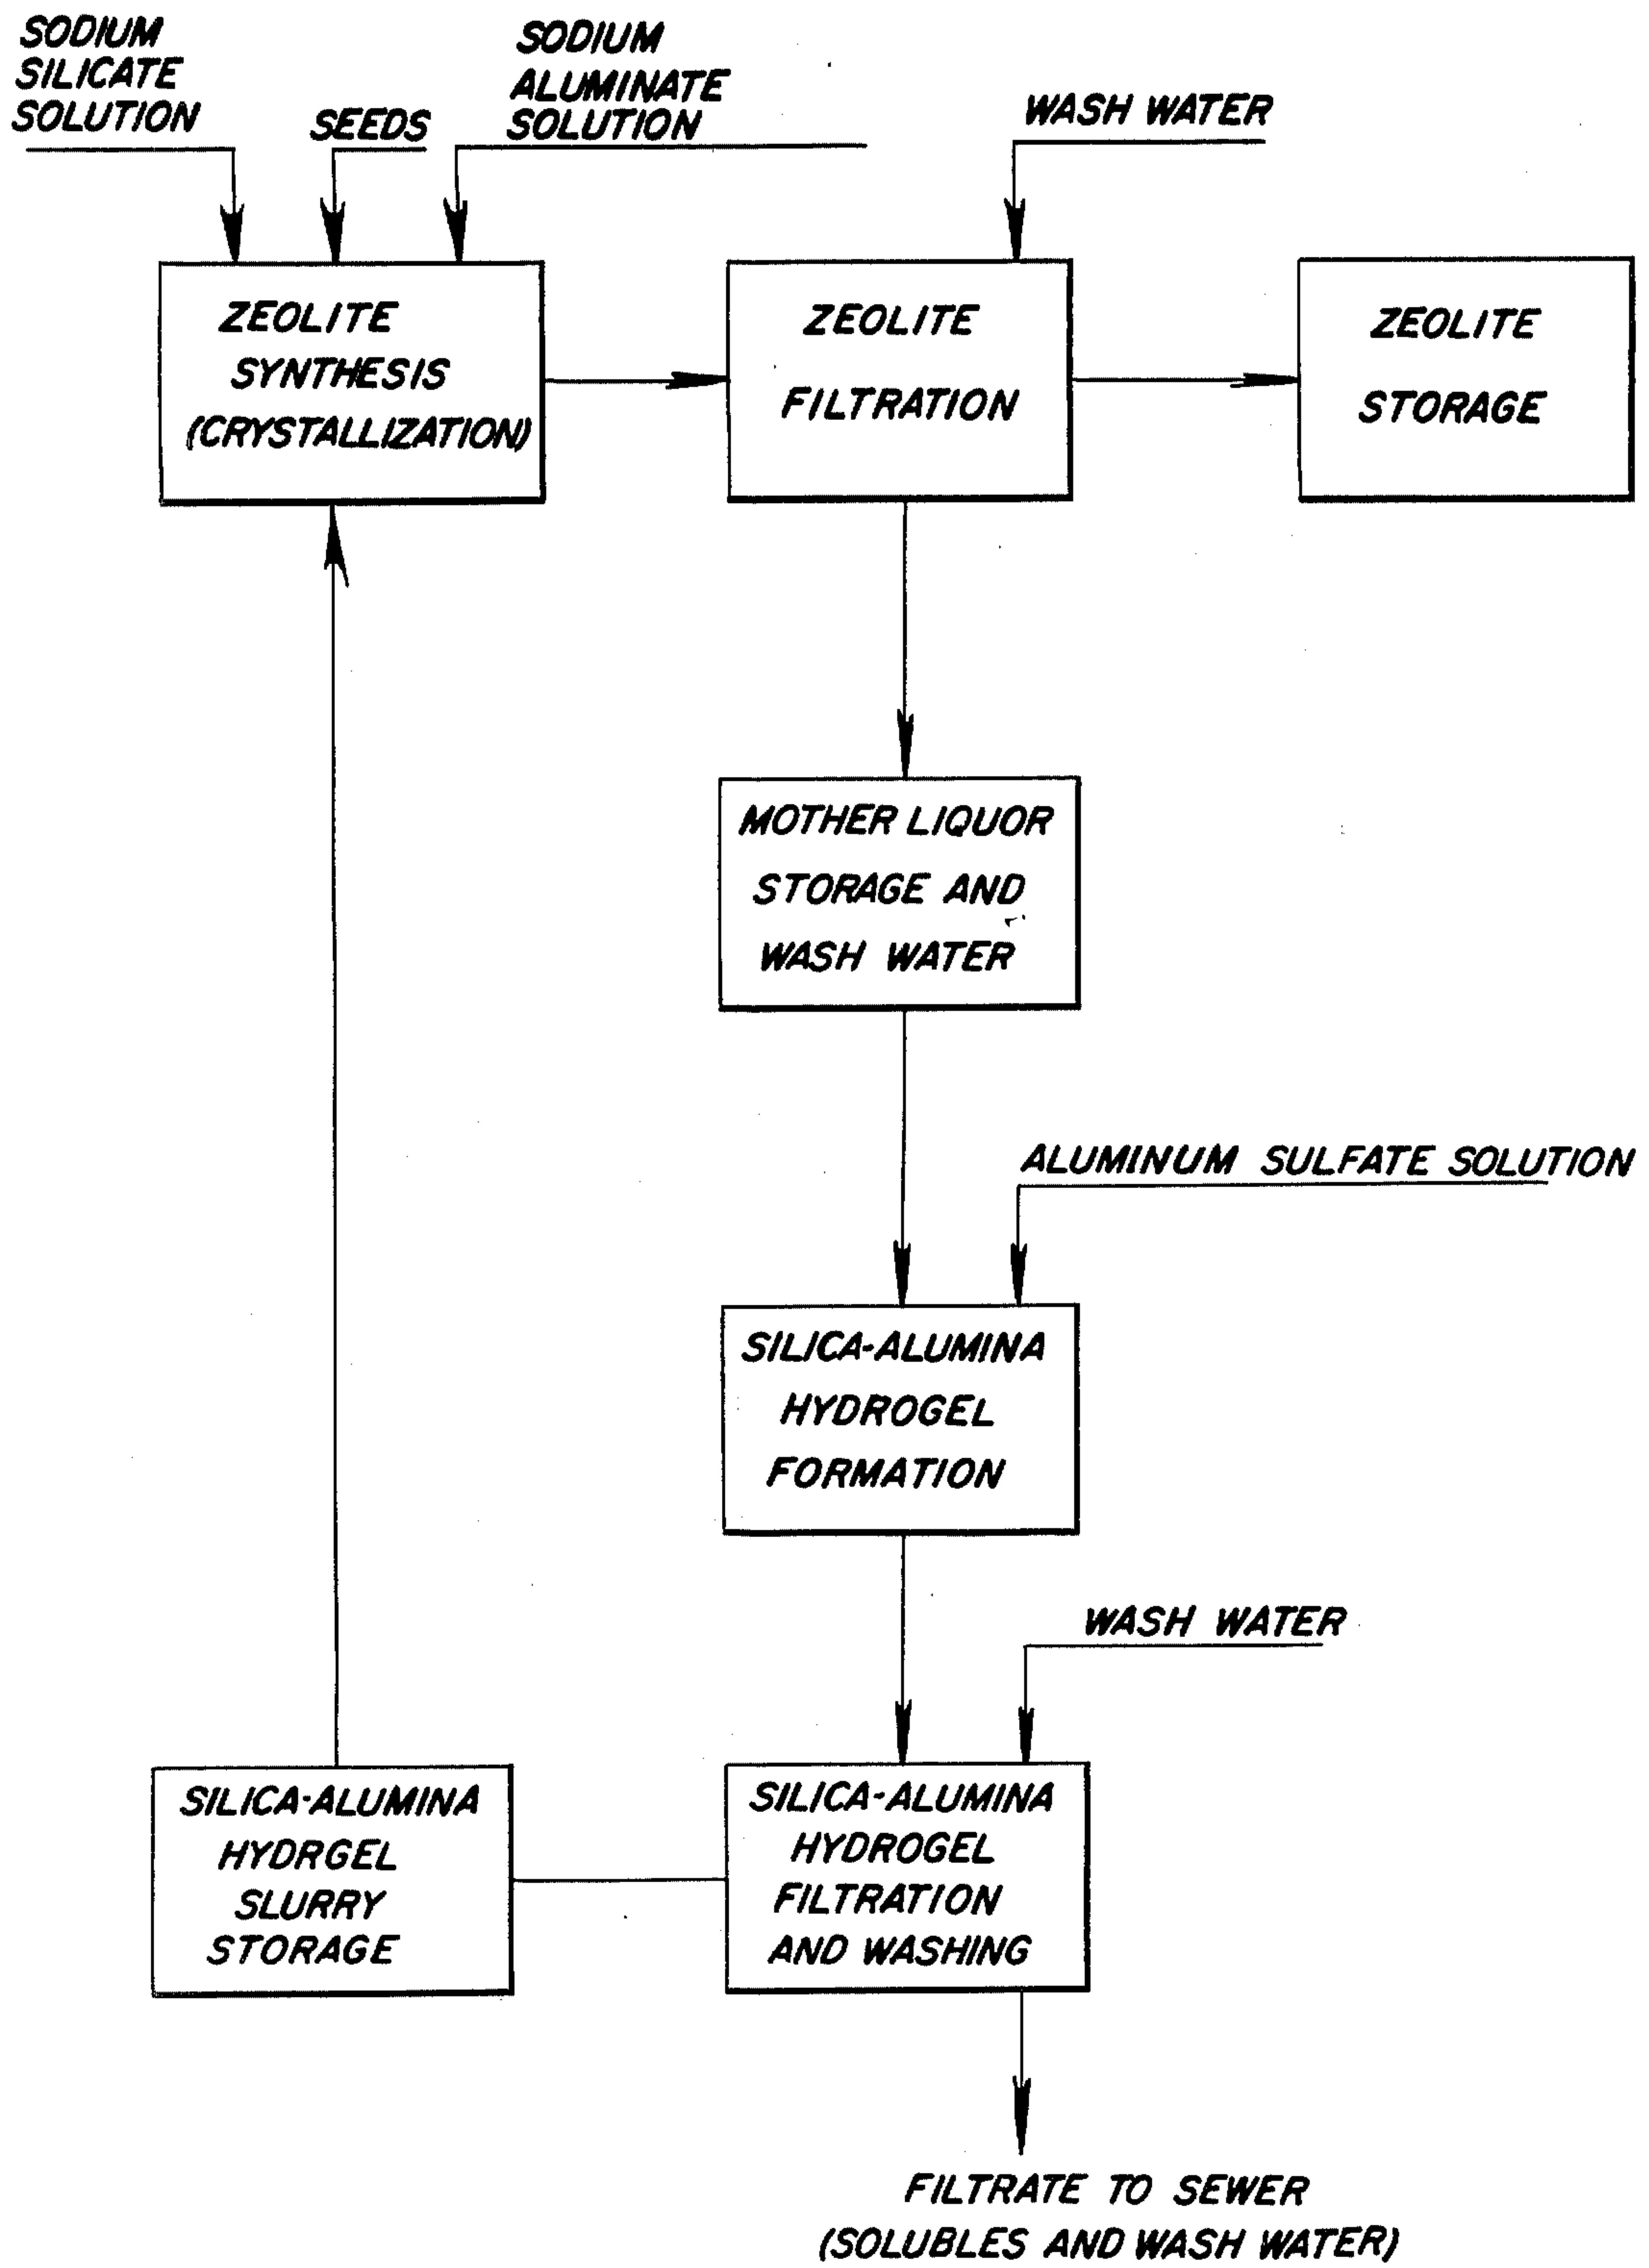 SODIUM
SILICATE
SOLUTION
SEEDS
SODIUM
ALUMINATE
SOLUTION
WASH WATER
ZEOLITE
SYNTHESIS
(CRYSTALLIZATION)
ZEOLITE
FILTRATION
ZEOLITE
STORAGE
MOTHER LIQUOR
STORAGE AND
WASH WATER
ALUMINUM SULFATE SOLUTION
SILICA-ALUMINA
HYDROGEL
FORMATION
WASH WATER
SILICA-ALUMINA
HYDRGEL
SLURRY
STORAGE
SILICA-ALUMINA
HYDROGEL
FILTRATION
AND WASHING
FILTRATE TO SEWER
(SOLUBLES AND WASH WATER)